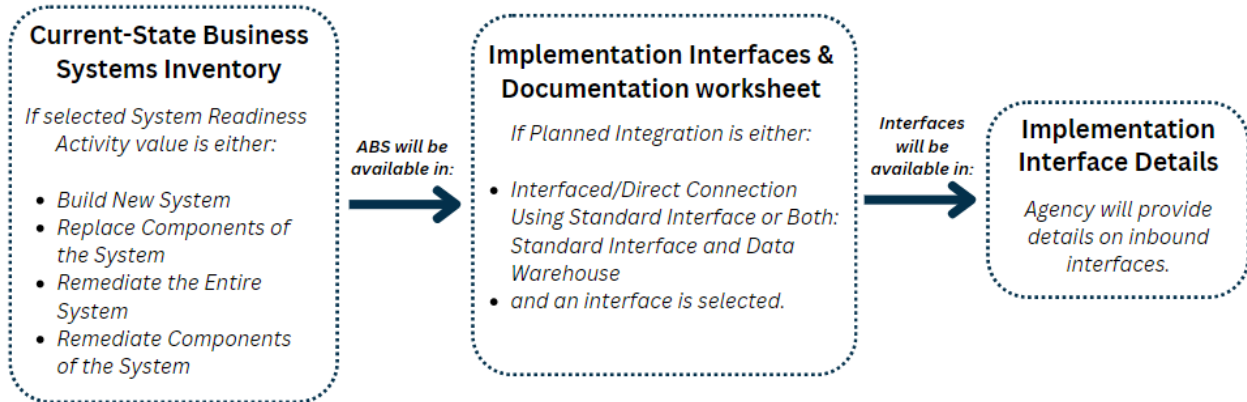 Current-State Business
Systems Inventory
If selected System Readiness
Activity value is either:
• Build New System
• Replace Components of
the System
• Remediate the Entire
System
• Remediate Components
of the System
ABS will be
available in:
Implementation Interfaces &
Documentation worksheet
If Planned Integration is either:
• Interfaced/Direct Connection
Using Standard Interface or Both:
Standard Interface and Data
Warehouse
• and an interface is selected.
Interfaces
will be
available in:
Implementation
Interface Details
Agency will provide
details on inbound
interfaces.